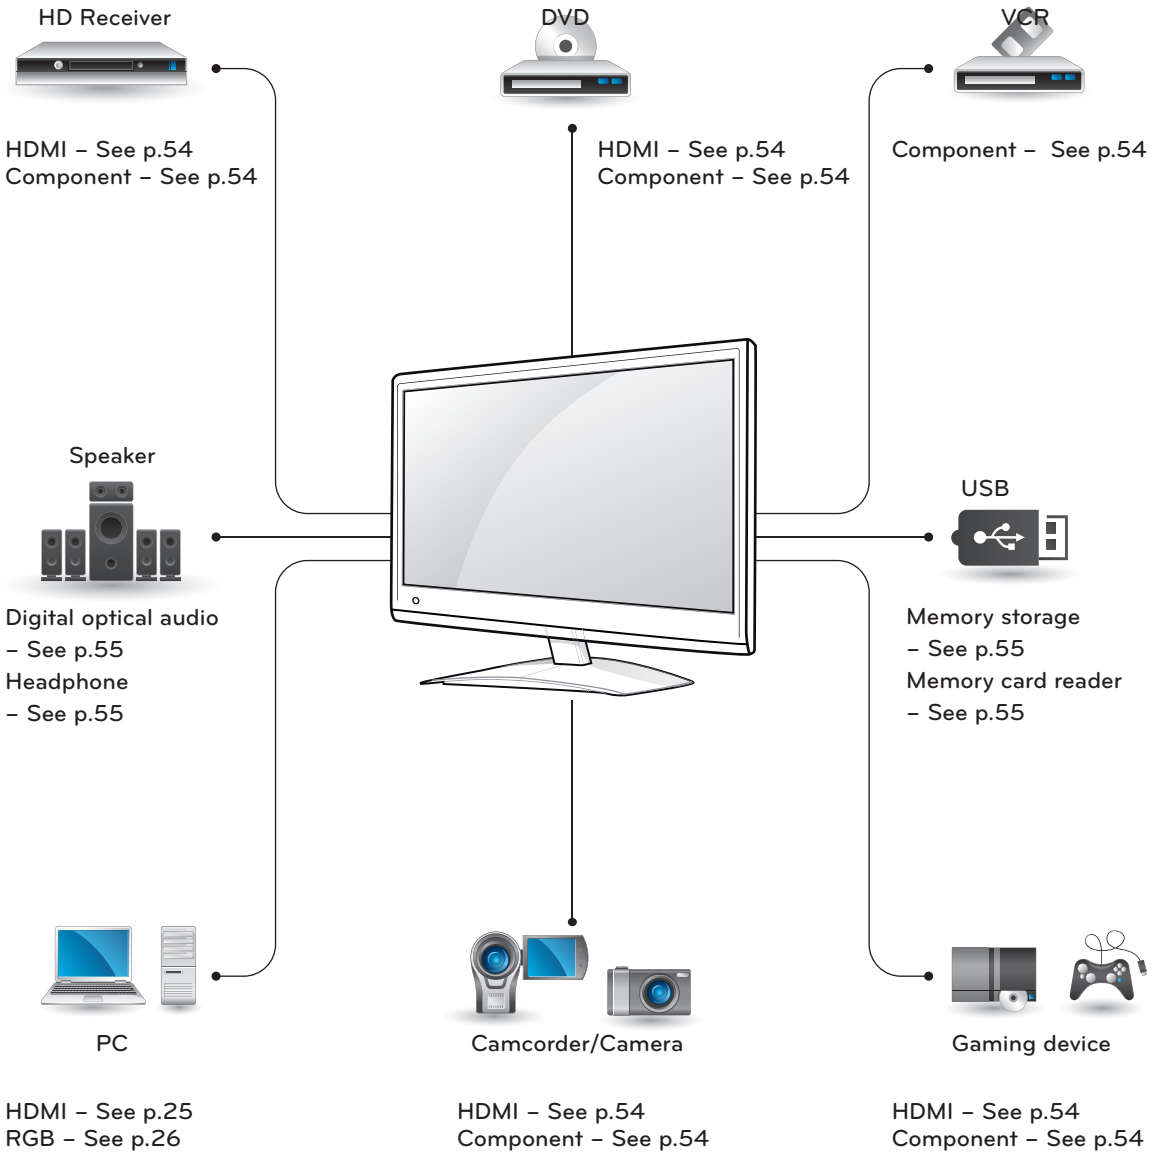 HD Receiver
HDMI – See p.54
Component – See p.54
DVD
HDMI – See p.54
Component – See p.54
VCR
Component – See p.54
Speaker
Digital optical audio
– See p.55
Headphone
– See p.55
USB
Memory storage
– See p.55
Memory card reader
– See p.55
PC
HDMI – See p.25
RGB – See p.26
Camcorder/Camera
HDMI – See p.54
Component – See p.54
Gaming device
HDMI – See p.54
Component – See p.54